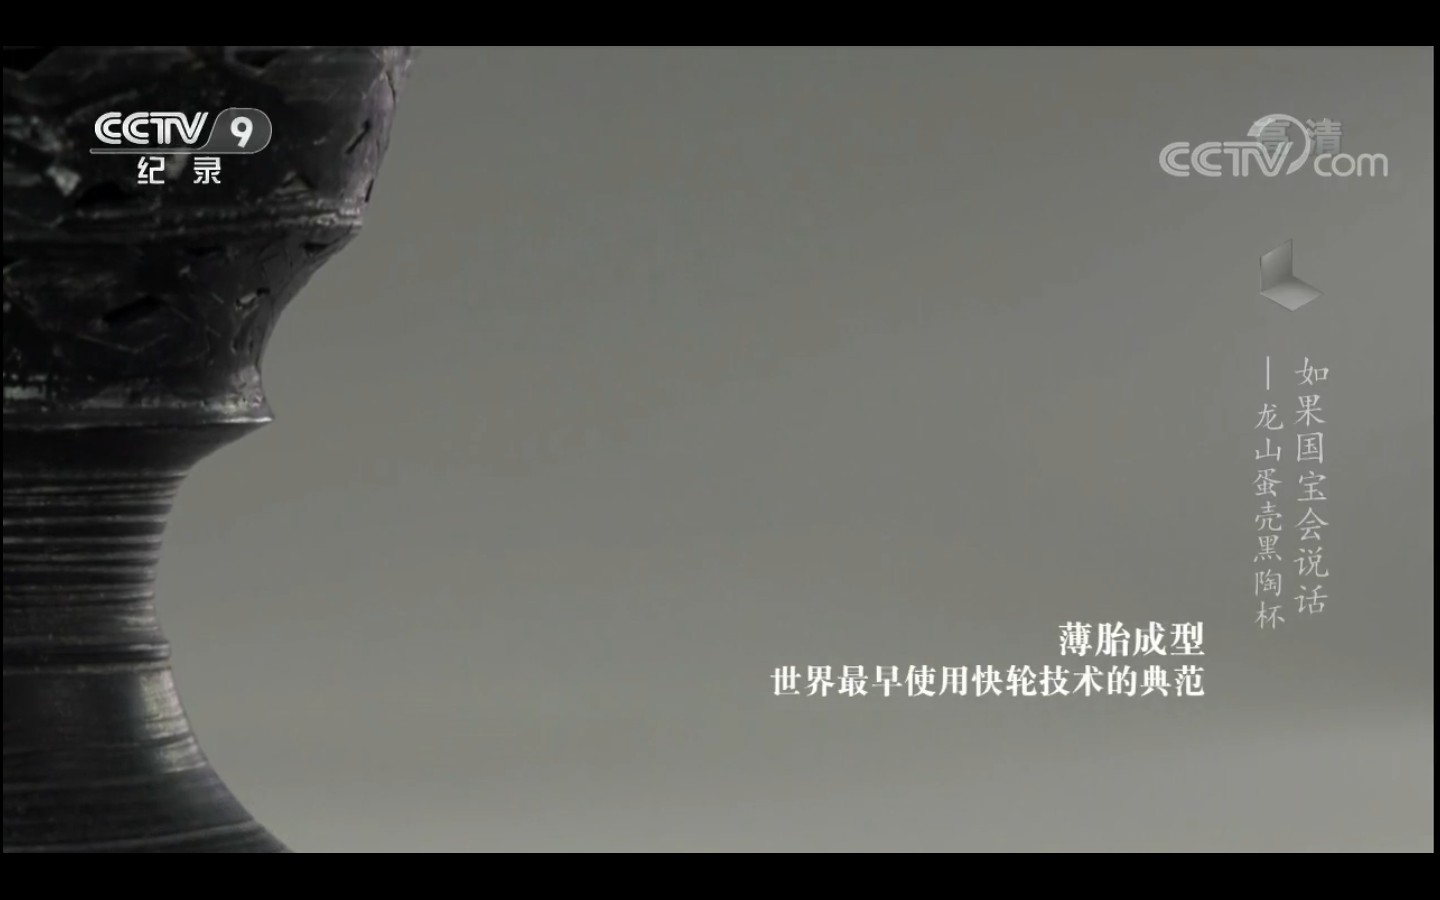 CCTV 9
纪录
高清
CCTV.com
如果国宝会说话
—龙山蛋壳黑陶杯
薄胎成型
世界最早使用快轮技术的典范